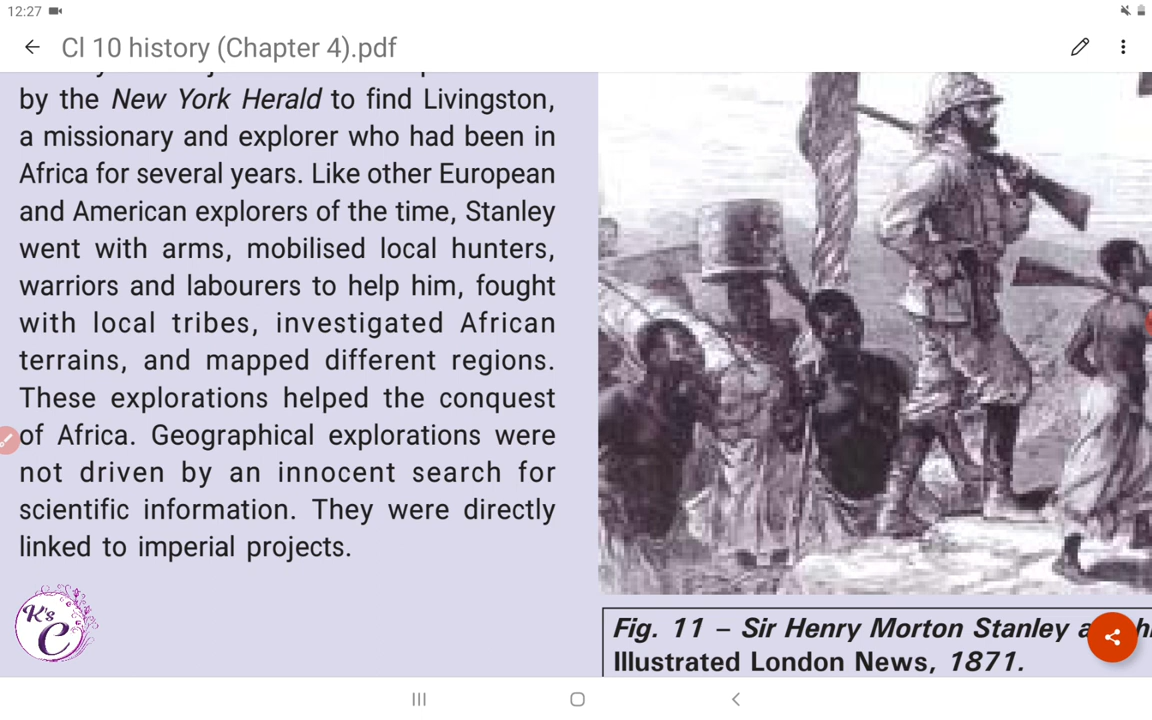 12:27
Cl 10 history (Chapter 4).pdf
by the New York Herald to find Livingston,
a missionary and explorer who had been in
Africa for several years. Like other European
and American explorers of the time, Stanley
went with arms, mobilised local hunters,
warriors and labourers to help him, fought
with local tribes, investigated African
terrains, and mapped different regions.
These explorations helped the conquest
of Africa. Geographical explorations were
not driven by an innocent search for
scientific information. They were directly
linked to imperial projects.
K's
C
Fig. 11 – Sir Henry Morton Stanley
Illustrated London News, 1871.